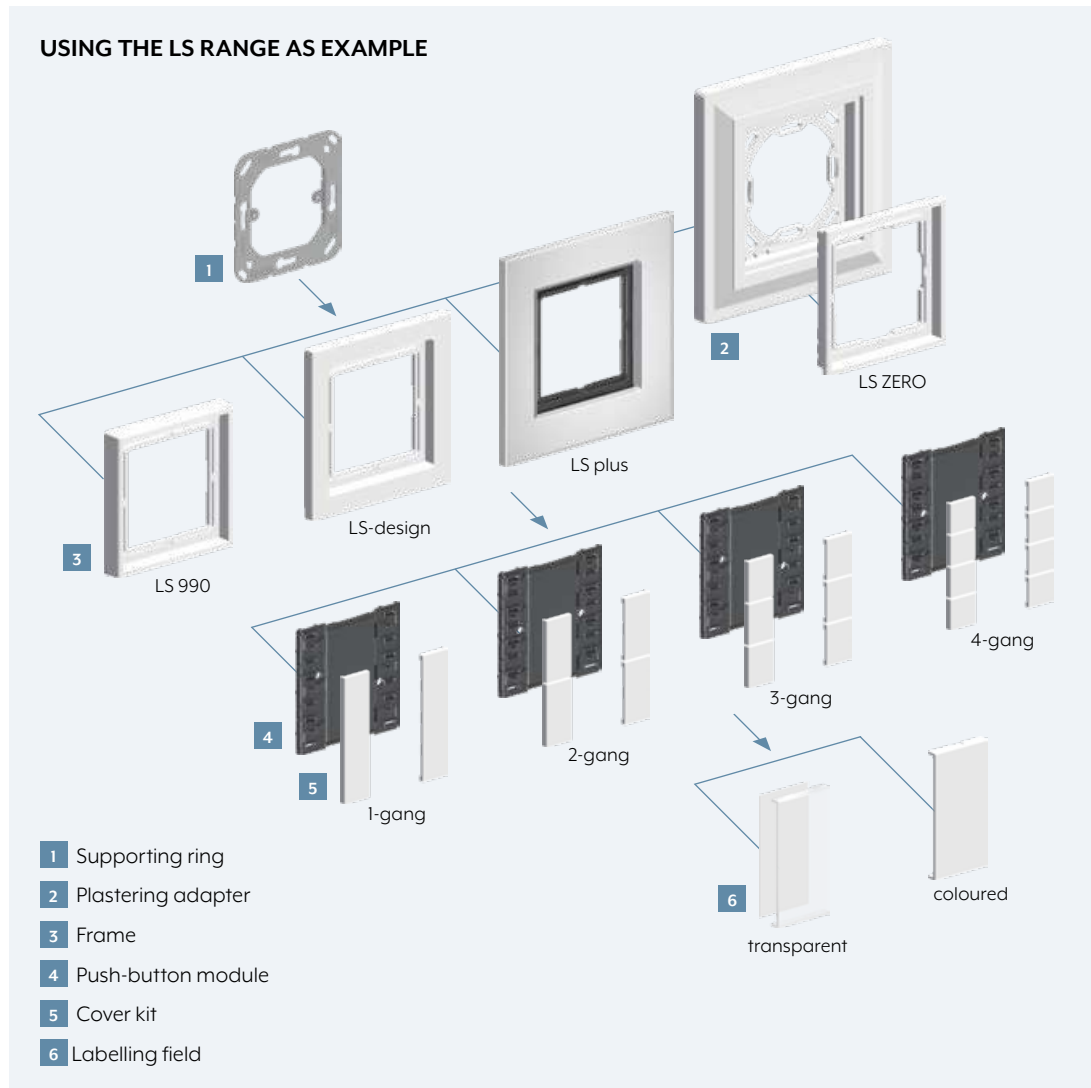 USING THE LS RANGE AS EXAMPLE
1
2
LS ZERO
LS plus
LS-design
3
LS 990
4-gang
3-gang
4
2-gang
5
1-gang
1 Supporting ring
2 Plastering adapter
3 Frame
4 Push-button module
5 Cover kit
6 Labelling field
6
coloured
transparent